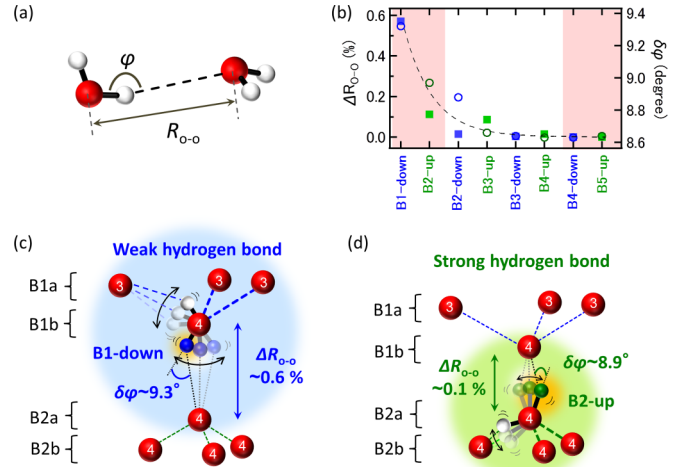 (a)
φ
R o-o
(b)
ΔR O-O (%)
0.6
0.4
0.2
0.0
9.4
9.2
9.0
8.8
8.6
δφ (degrees)
B1-down
B2-up
B2-down
B3-up
B3-down
B4-up
B4-down
B5-up
(c)
Weak hydrogen bond
B1a
B1b
B1-down
B2a
B2b
3
3
3
4
ΔR o-o
~0.6 %
δφ~9.3°
4
4
4
4
(d)
Strong hydrogen bond
B1a
B1b
B2a
B2b
3
3
3
4
ΔR o-o
~0.1 %
δφ~8.9°
B2-up
4
4
4
4